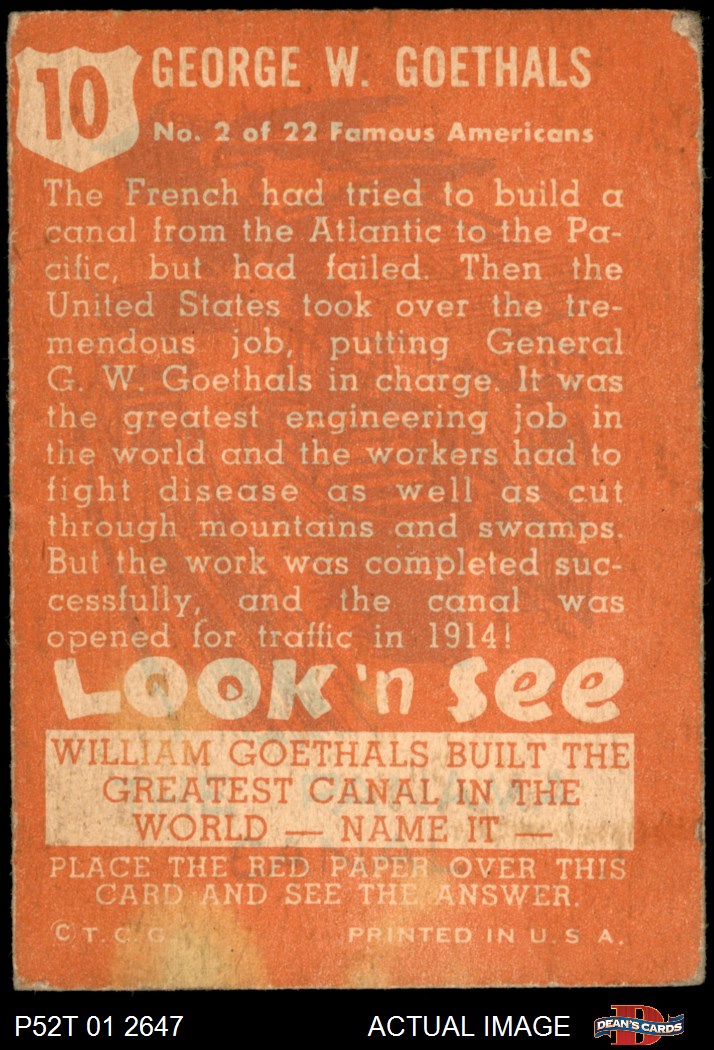 10
GEORGE W. GOETHALS
No. 2 of 22 Famous Americans
The French had tried to build a
canal from the Atlantic to the Pa-
cific, but had failed. Then the
United States took over the tre-
mendous job, putting General
G. W. Goethals in charge. It was
the greatest engineering job in
the world and the workers had to
fight disease as well as cut
through mountains and swamps.
But the work was completed suc-
cessfully, and the canal was
opened for traffic in 1914!
LOOK 'n See
WILLIAM GOETHALS BUILT THE
GREATEST CANAL IN THE
WORLD — NAME IT —
PLACE THE RED PAPER OVER THIS
CARD AND SEE THE ANSWER.
© T. C. G. PRINTED IN U. S. A.
P52T 01 2647 ACTUAL IMAGE D DEAN'S CARDS